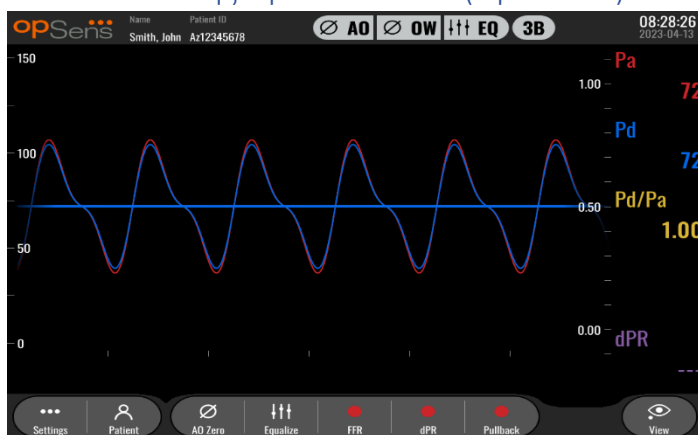 opSens
Name Patient ID
Smith, John Az12345678
AO OW EQ 3B
08:28:26
2023-04-13
150
100
50
0
1.00
0.50
0.00
Pa
72
Pd
72
Pd/Pa
1.00
dPR
---
Settings Patient AO Zero Equalize FFR dPR Pullback View